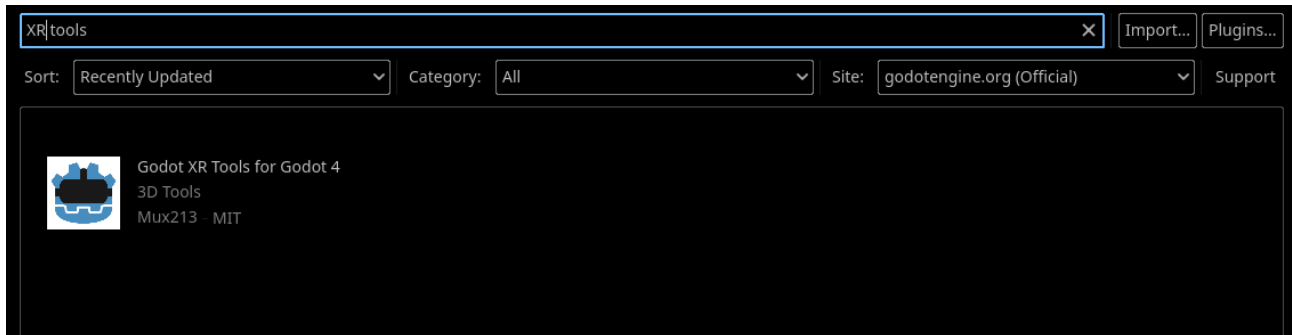 XR tools
Import... Plugins...
Sort: Recently Updated Category: All Site: godotengine.org (Official) Support
Godot XR Tools for Godot 4
3D Tools
Mux213 - MIT